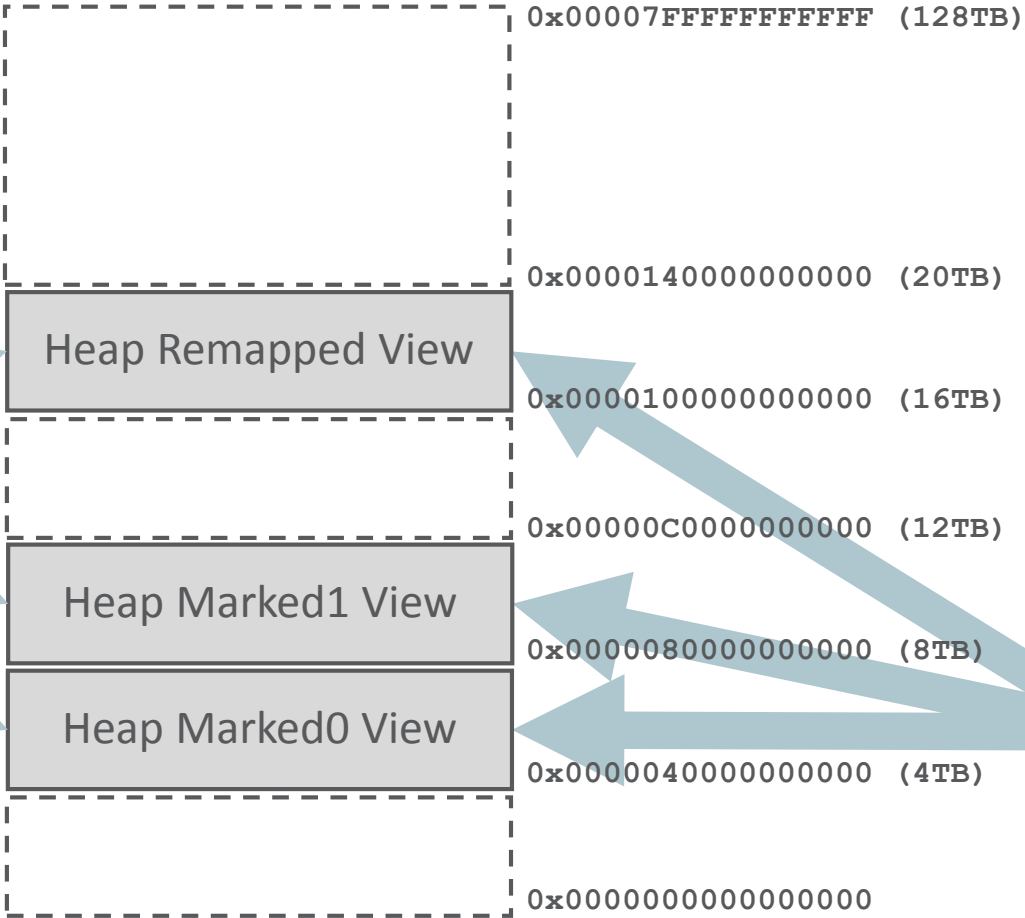 0x00007FFFFFFFFFFF (128TB)
0x0000140000000000 (20TB)
Heap Remapped View
0x0000100000000000 (16TB)
0x00000C0000000000 (12TB)
Heap Marked1 View
0x0000080000000000 (8TB)
Heap Marked0 View
0x0000040000000000 (4TB)
0x0000000000000000